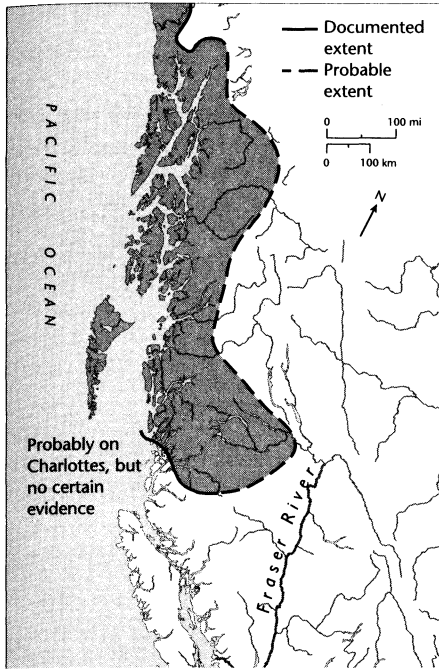 Documented
extent
Probable
extent
0 100 mi
0 100 km
N
PACIFIC OCEAN
Probably on
Charlottes, but
no certain
evidence
Fraser River